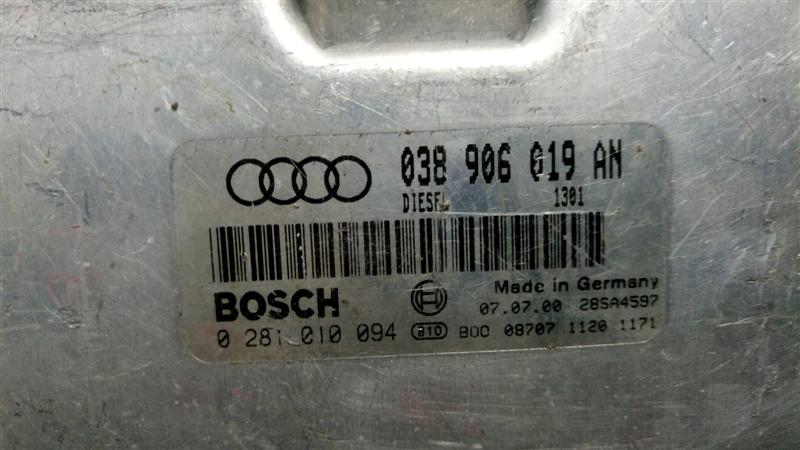 038 906 019 AN
DIESEL 1301
BOSCH
Made in Germany
07.07.00 28SA4597
0 281 010 094 310 BOC 08707 1120 1171